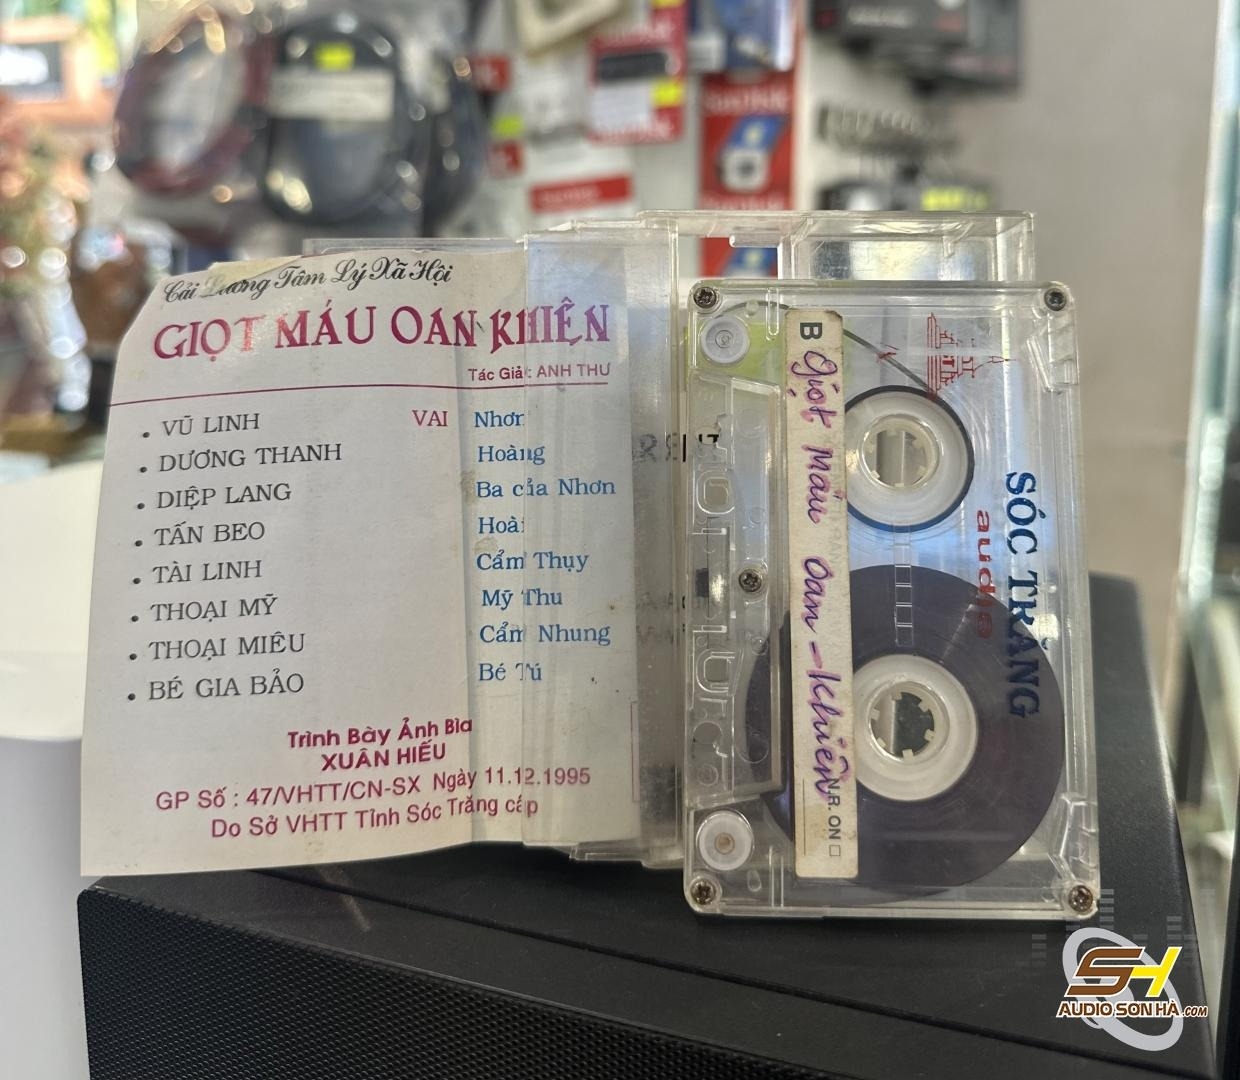 Cải Lương Tâm Lý Xã Hội
GIỌT MÁU OAN KHIÊN
Tác Giả: ANH THƯ
• VŨ LINH VAI Nhơn
• DƯƠNG THANH Hoàng
• DIỆP LANG Ba của Nhơn
• TẤN BEO Hoài
• TÀI LINH Cẩm Thụy
• THOẠI MỸ Mỹ Thu
• THOẠI MIÊU Cẩm Nhung
• BÉ GIA BẢO Bé Tú
Trình Bày Ảnh Bìa
XUÂN HIẾU
GP Số : 47/VHTT/CN-SX Ngày 11.12.1995
Do Sở VHTT Tỉnh Sóc Trăng cấp
B
Giọt Máu Oan - Khiên
N.R. ON
SÓC TRĂNG
audio
SanDisk
SH
AUDIO SƠN HÀ.com